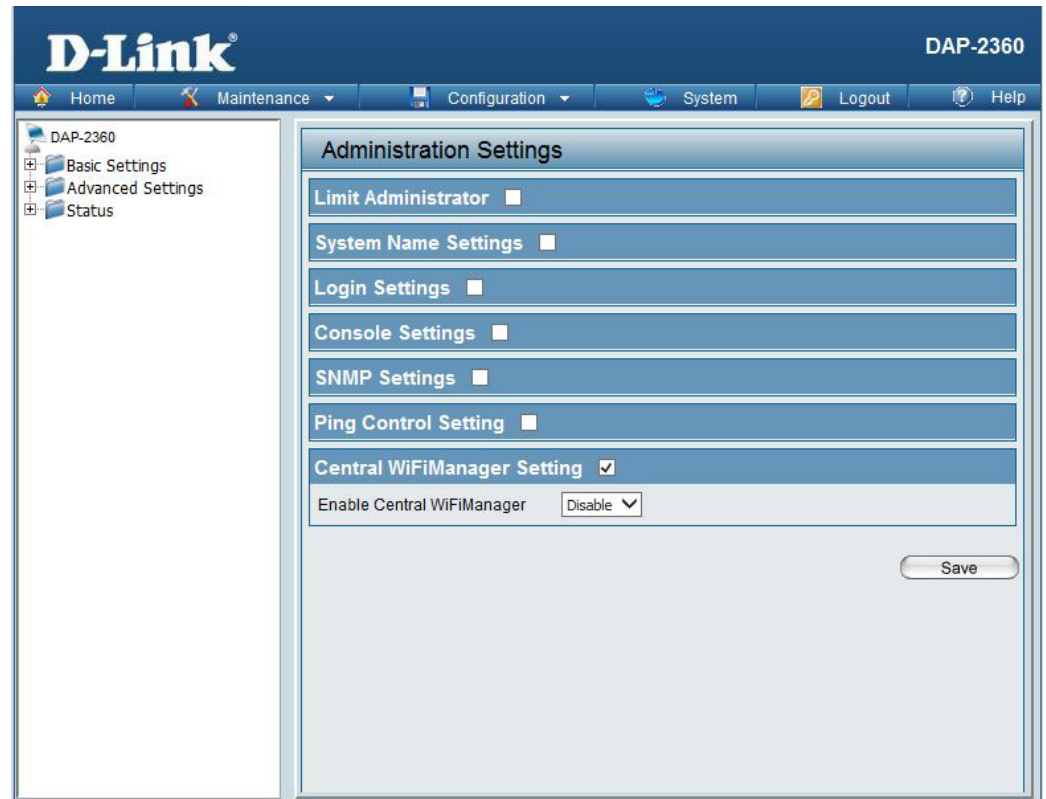 D-Link®
DAP-2360
Home Maintenance Configuration System Logout Help
DAP-2360
Basic Settings
Advanced Settings
Status
Administration Settings
Limit Administrator
System Name Settings
Login Settings
Console Settings
SNMP Settings
Ping Control Setting
Central WiFiManager Setting
Enable Central WiFiManager Disable
Save